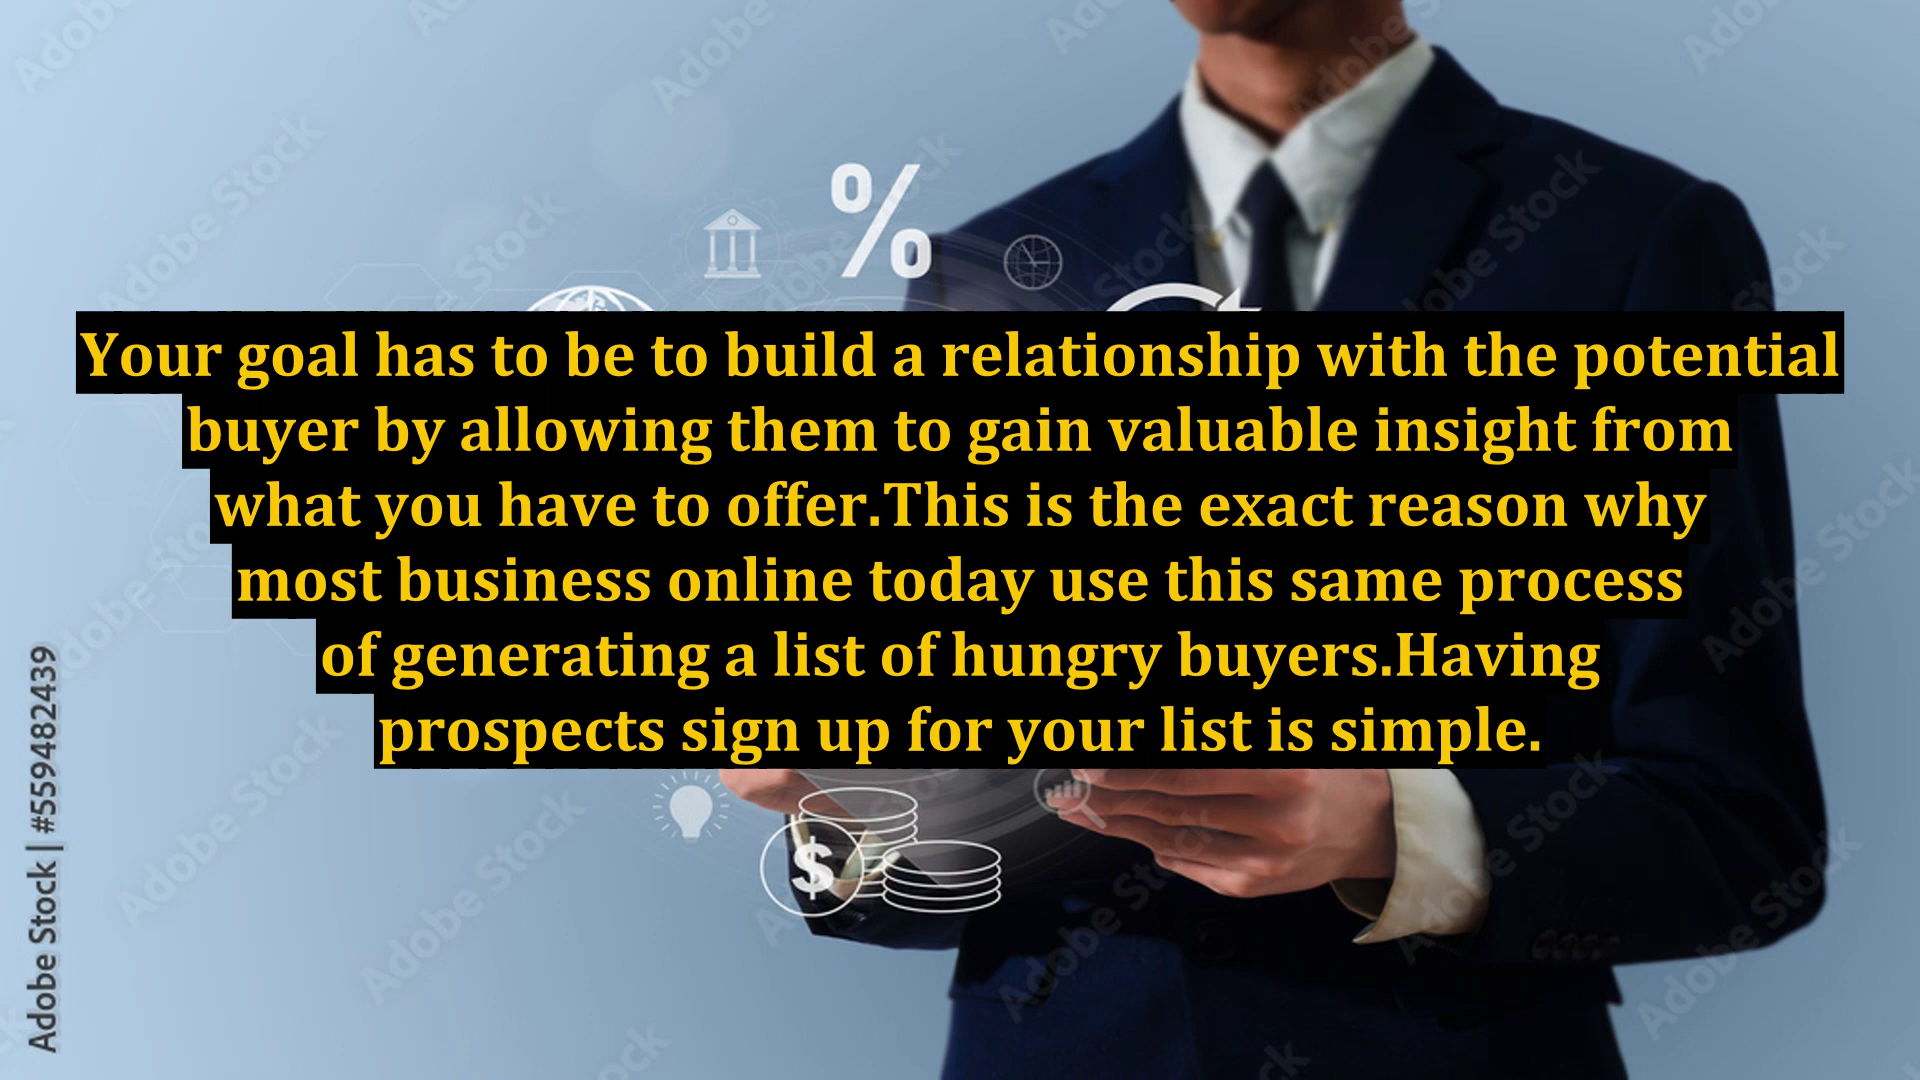 %
Your goal has to be to build a relationship with the potential
buyer by allowing them to gain valuable insight from
what you have to offer.This is the exact reason why
most business online today use this same process
of generating a list of hungry buyers.Having
prospects sign up for your list is simple.
$
Adobe Stock | #559482439
Adobe Stock